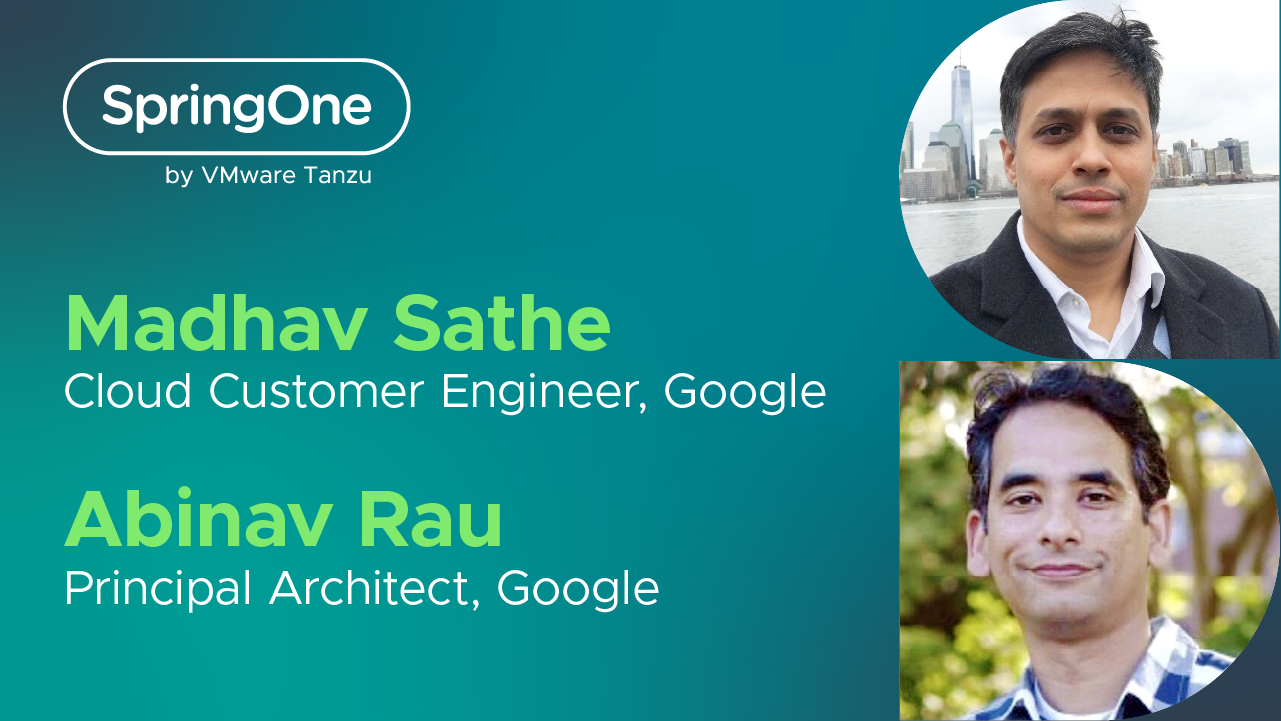 SpringOne
by VMware Tanzu
Madhav Sathe
Cloud Customer Engineer, Google
Abinav Rau
Principal Architect, Google